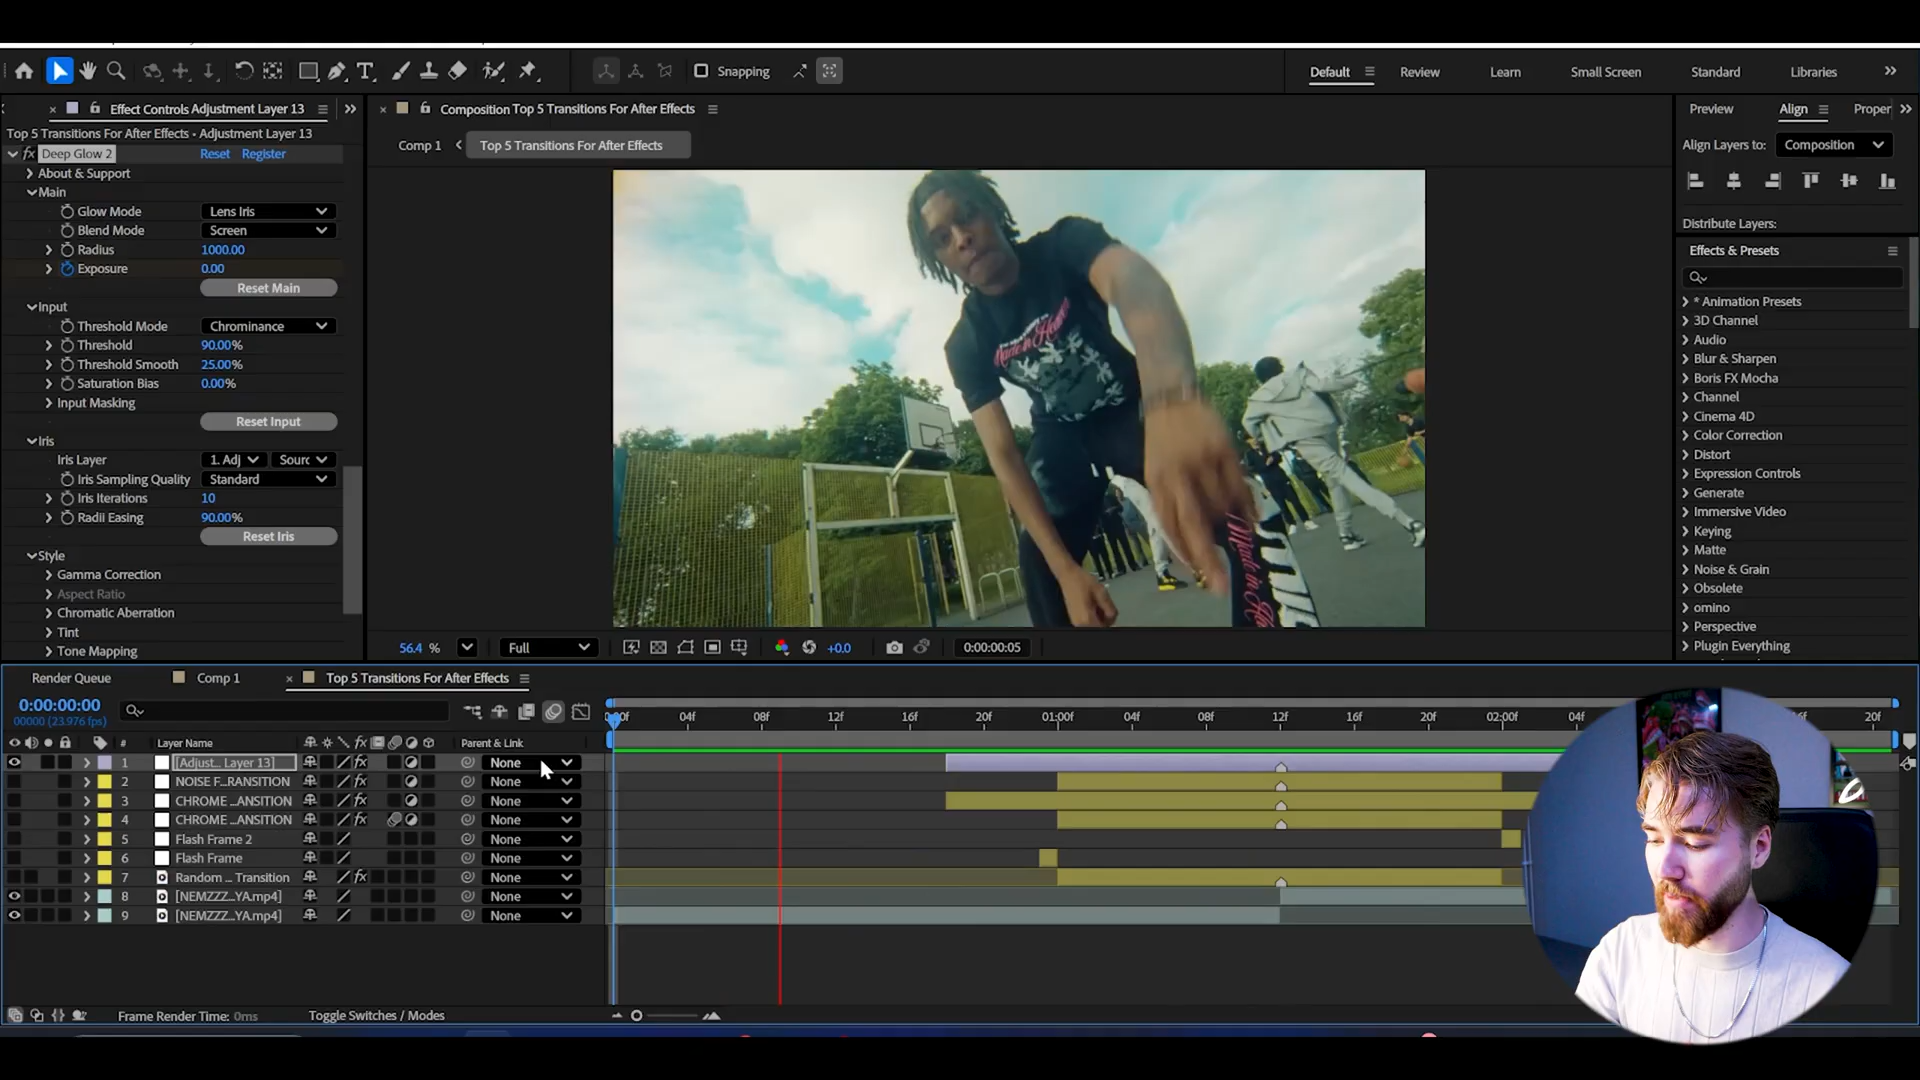 Snapping
Default
Review
Learn
Small Screen
Standard
Libraries
Effect Controls Adjustment Layer 13
Top 5 Transitions For After Effects • Adjustment Layer 13
fx Deep Glow 2 Reset Register
About & Support
Main
Glow Mode Lens Iris
Blend Mode Screen
Radius 1000.00
Exposure 0.00
Reset Main
Input
Threshold Mode Chrominance
Threshold 90.00%
Threshold Smooth 25.00%
Saturation Bias 0.00%
Input Masking
Reset Input
Iris
Iris Layer 1. Adj Sourc
Iris Sampling Quality Standard
Iris Iterations 10
Radii Easing 90.00%
Reset Iris
Style
Gamma Correction
Aspect Ratio
Chromatic Aberration
Tint
Tone Mapping
Composition Top 5 Transitions For After Effects
Comp 1 Top 5 Transitions For After Effects
Made in Heaven
Made in H
56.4 % Full +0.0 0:00:00:05
Preview Align Proper
Align Layers to: Composition
Distribute Layers:
Effects & Presets
* Animation Presets
3D Channel
Audio
Blur & Sharpen
Boris FX Mocha
Channel
Cinema 4D
Color Correction
Distort
Expression Controls
Generate
Immersive Video
Keying
Matte
Noise & Grain
Obsolete
omino
Perspective
Plugin Everything
Render Queue Comp 1 Top 5 Transitions For After Effects
0:00:00:00
00000 (23.976 fps)
0:00f 04f 08f 12f 16f 20f 01:00f 04f 08f 12f 16f 20f 02:00f 04f 20f
# Layer Name fx Parent & Link
1 [Adjust... Layer 13] fx None
2 NOISE F...RANSITION fx None
3 CHROME ...ANSITION fx None
4 CHROME ...ANSITION fx None
5 Flash Frame 2 None
6 Flash Frame None
7 Random ... Transition fx None
8 [NEMZZZ...YA.mp4] None
9 [NEMZZZ...YA.mp4] None
Frame Render Time: 0ms Toggle Switches / Modes